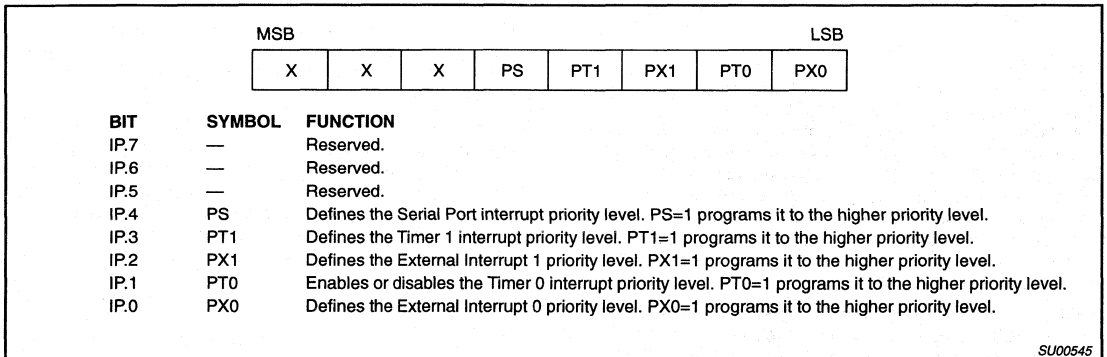 MSB LSB
X X X PS PT1 PX1 PT0 PX0
BIT SYMBOL FUNCTION
IP.7 — Reserved.
IP.6 — Reserved.
IP.5 — Reserved.
IP.4 PS Defines the Serial Port interrupt priority level. PS=1 programs it to the higher priority level.
IP.3 PT1 Defines the Timer 1 interrupt priority level. PT1=1 programs it to the higher priority level.
IP.2 PX1 Defines the External Interrupt 1 priority level. PX1=1 programs it to the higher priority level.
IP.1 PT0 Enables or disables the Timer 0 interrupt priority level. PT0=1 programs it to the higher priority level.
IP.0 PX0 Defines the External Interrupt 0 priority level. PX0=1 programs it to the higher priority level.
SU00545